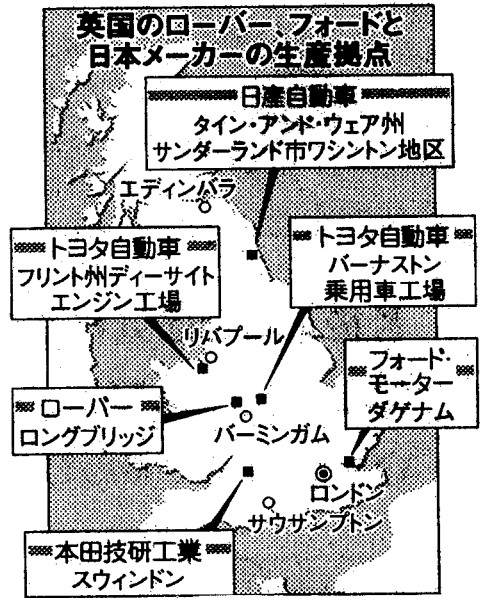 英国のローバー、フォードと
日本メーカーの生産拠点
日産自動車
タイン・アンド・ウェア州
サンダーランド市ワシントン地区
エディンバラ
トヨタ自動車
フリント州ディーサイト
エンジン工場
トヨタ自動車
バーナストン
乗用車工場
リバプール
フォード・
モーター
ダゲナム
ローバー
ロングブリッジ
バーミンガム
ロンドン
サウサンプトン
本田技研工業
スウィンドン